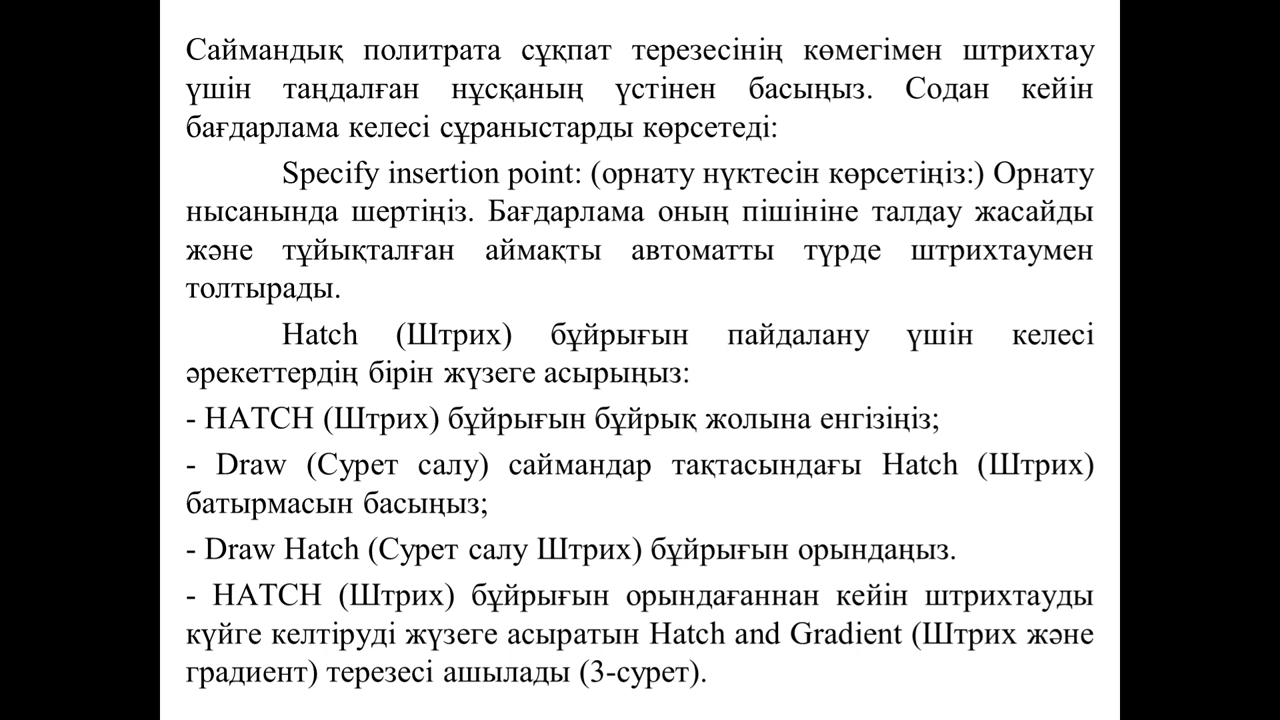 Саймандық политрата сұқпат терезесінің көмегімен штрихтау
үшін таңдалған нұсқаның үстінен басыңыз. Содан кейін
бағдарлама келесі сұраныстарды көрсетеді:
Specify insertion point: (орнату нүктесін көрсетіңіз:) Орнату
нысанында шертіңіз. Бағдарлама оның пішініне талдау жасайды
және тұйықталған аймақты автоматты түрде штрихтаумен
толтырады.
Hatch (Штрих) бұйрығын пайдалану үшін келесі
әрекеттердің бірін жүзеге асырыңыз:
- HATCH (Штрих) бұйрығын бұйрық жолына енгізіңіз;
- Draw (Сурет салу) саймандар тақтасындағы Hatch (Штрих)
батырмасын басыңыз;
- Draw Hatch (Сурет салу Штрих) бұйрығын орындаңыз.
- HATCH (Штрих) бұйрығын орындағаннан кейін штрихтауды
күйге келтіруді жүзеге асыратын Hatch and Gradient (Штрих және
градиент) терезесі ашылады (3-сурет).